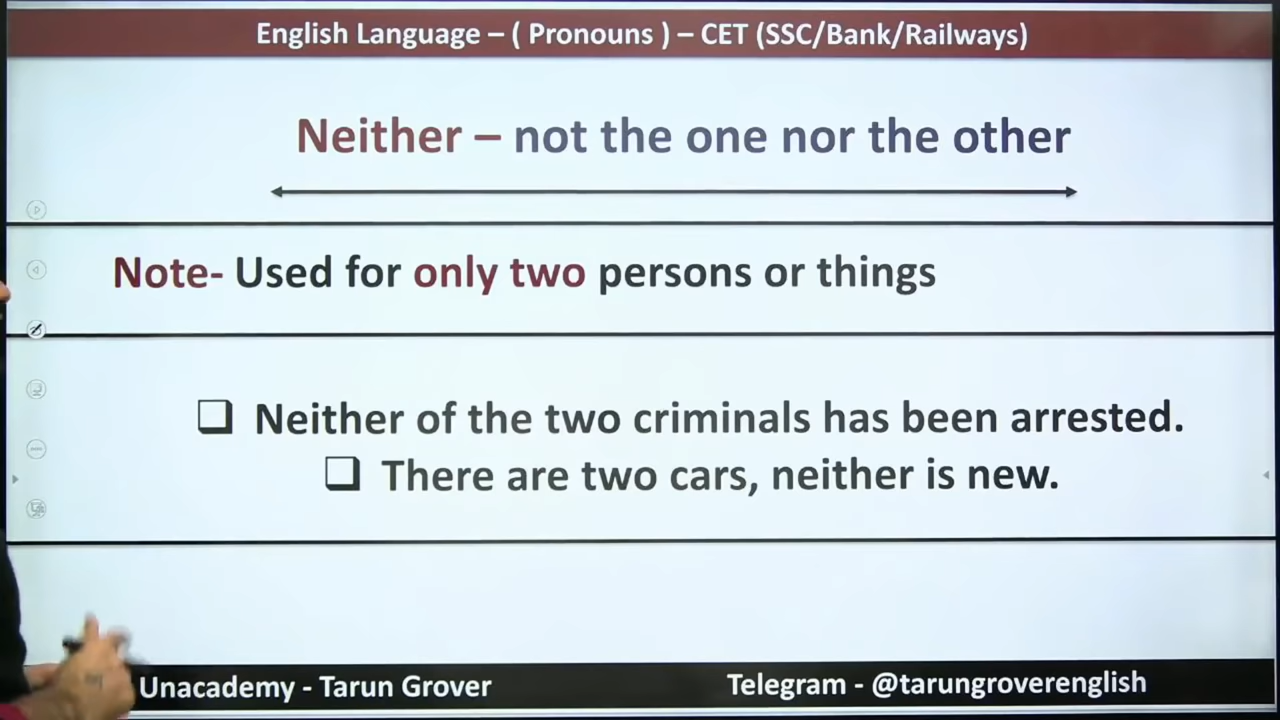 English Language – ( Pronouns ) – CET (SSC/Bank/Railways)
Neither – not the one nor the other
Note- Used for only two persons or things
❑ Neither of the two criminals has been arrested.
❑ There are two cars, neither is new.
Unacademy - Tarun Grover
Telegram - @tarungroverenglish